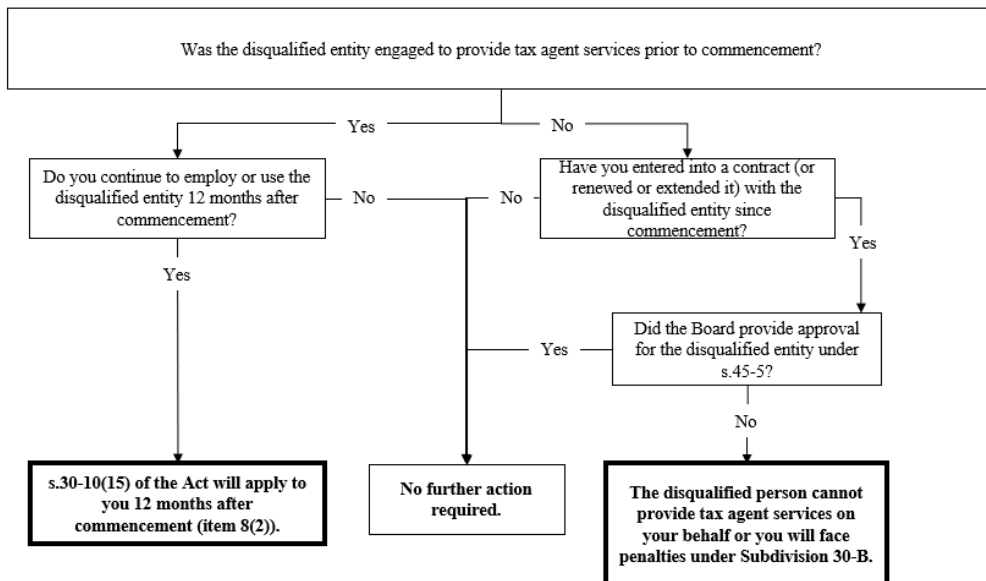 Was the disqualified entity engaged to provide tax agent services prior to commencement?
Yes
No
Do you continue to employ or use the
disqualified entity 12 months after
commencement?
No
No
Have you entered into a contract (or
renewed or extended it) with the
disqualified entity since
commencement?
Yes
Yes
Did the Board provide approval
for the disqualified entity under
s.45-5?
Yes
No
s.30-10(15) of the Act will apply to
you 12 months after
commencement (item 8(2)).
No further action
required.
The disqualified person cannot
provide tax agent services on
your behalf or you will face
penalties under Subdivision 30-B.